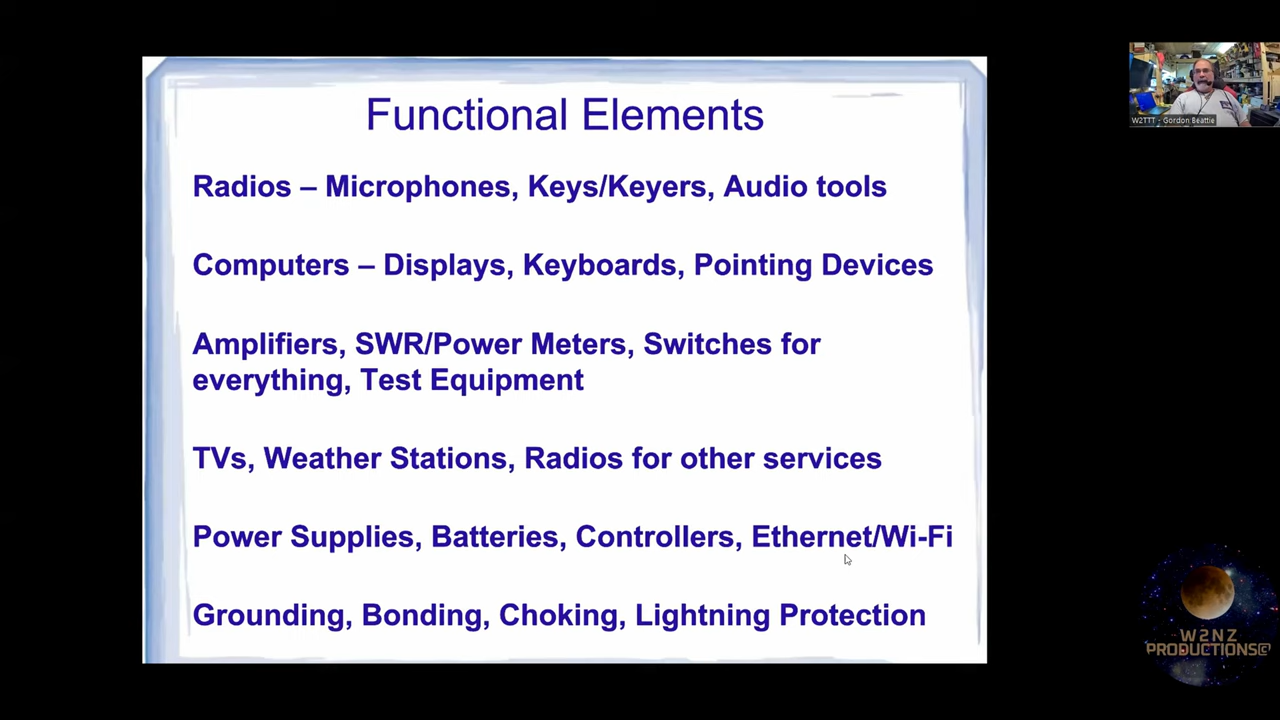 Functional Elements
Radios – Microphones, Keys/Keyers, Audio tools
Computers – Displays, Keyboards, Pointing Devices
Amplifiers, SWR/Power Meters, Switches for
everything, Test Equipment
TVs, Weather Stations, Radios for other services
Power Supplies, Batteries, Controllers, Ethernet/Wi-Fi
Grounding, Bonding, Choking, Lightning Protection
W2TTT - Gordon Beattie
W2NZ
PRODUCTIONS©